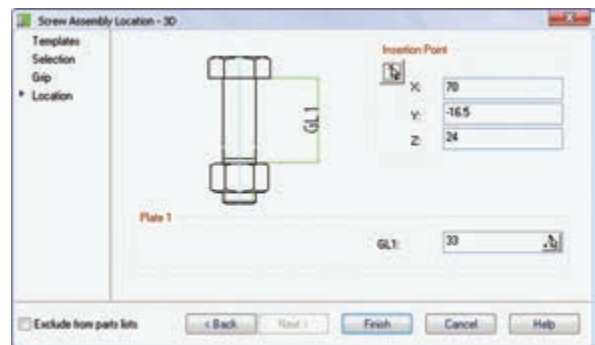 Screw Assembly Location - 3D
Templates
Selection
Grip
Location
GL1
Insertion Point
X: 70
Y: -16.5
Z: 24
Plate 1
GL1: 33
Exclude from parts lists
< Back
Next >
Finish
Cancel
Help